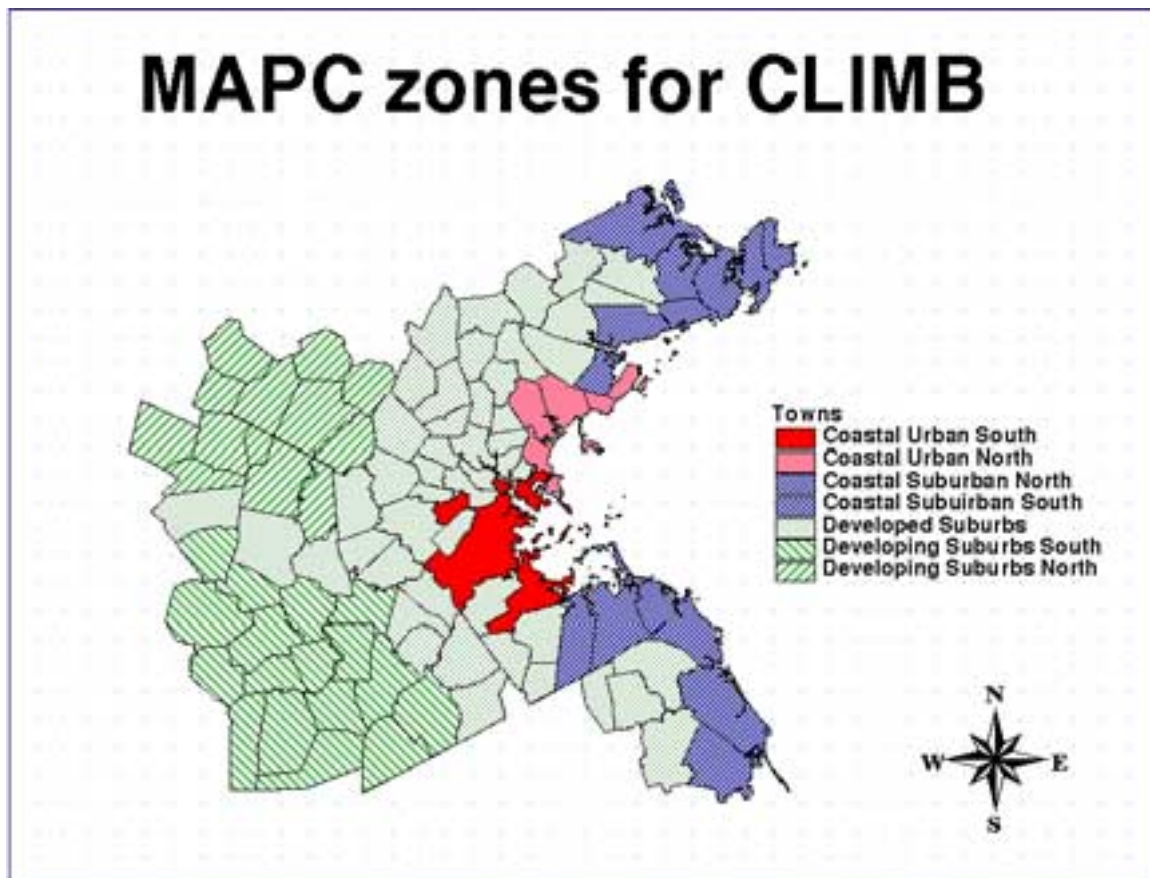 MAPC zones for CLIMB
Towns
Coastal Urban South
Coastal Urban North
Coastal Suburban North
Coastal Subuirban South
Developed Suburbs
Developing Suburbs South
Developing Suburbs North
N
W E
S